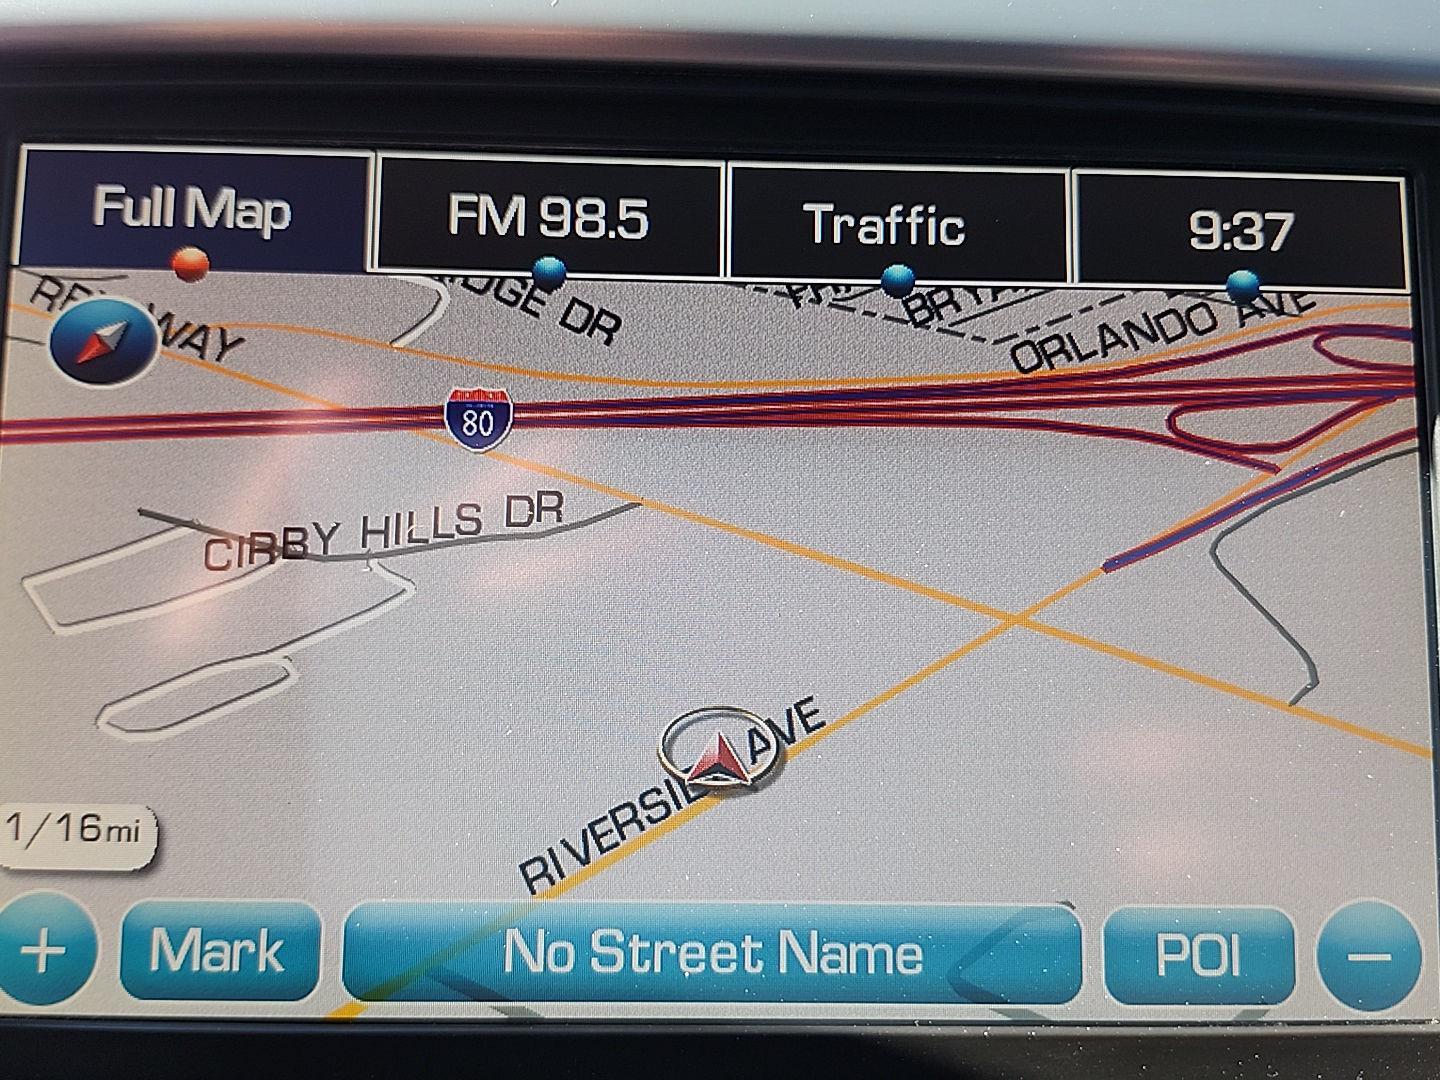 Full Map
FM 98.5
Traffic
9:37
WAY
DR
ORLANDO AVE
80
CIRBY HILLS DR
AVE
1/16mi
+
Mark
No Street Name
POI
−